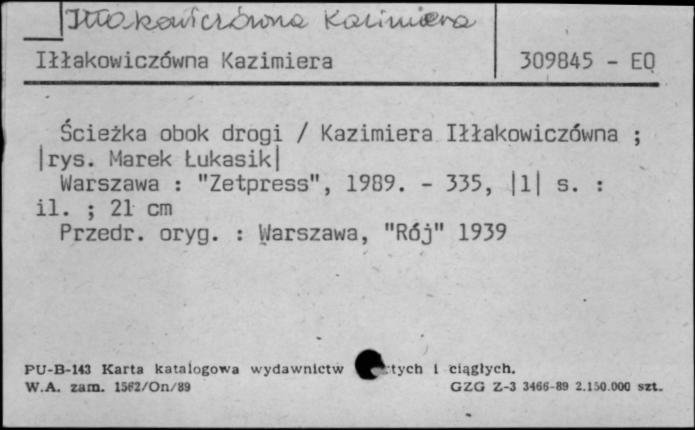 Iłłakowiczówna Kazimiera
Iłłakowiczówna Kazimiera 309845 - EQ
Ścieżka obok drogi / Kazimiera Iłłakowiczówna ;
|rys. Marek Łukasik|
Warszawa : "Zetpress", 1989. - 335, |1| s. :
il. ; 21 cm
Przedr. oryg. : Warszawa, "Rój" 1939
PU-B-143 Karta katalogowa wydawnictw i ciągłych.
W.A. zam. 1562/On/89 GZG Z-3 3466-89 2.150.000 szt.